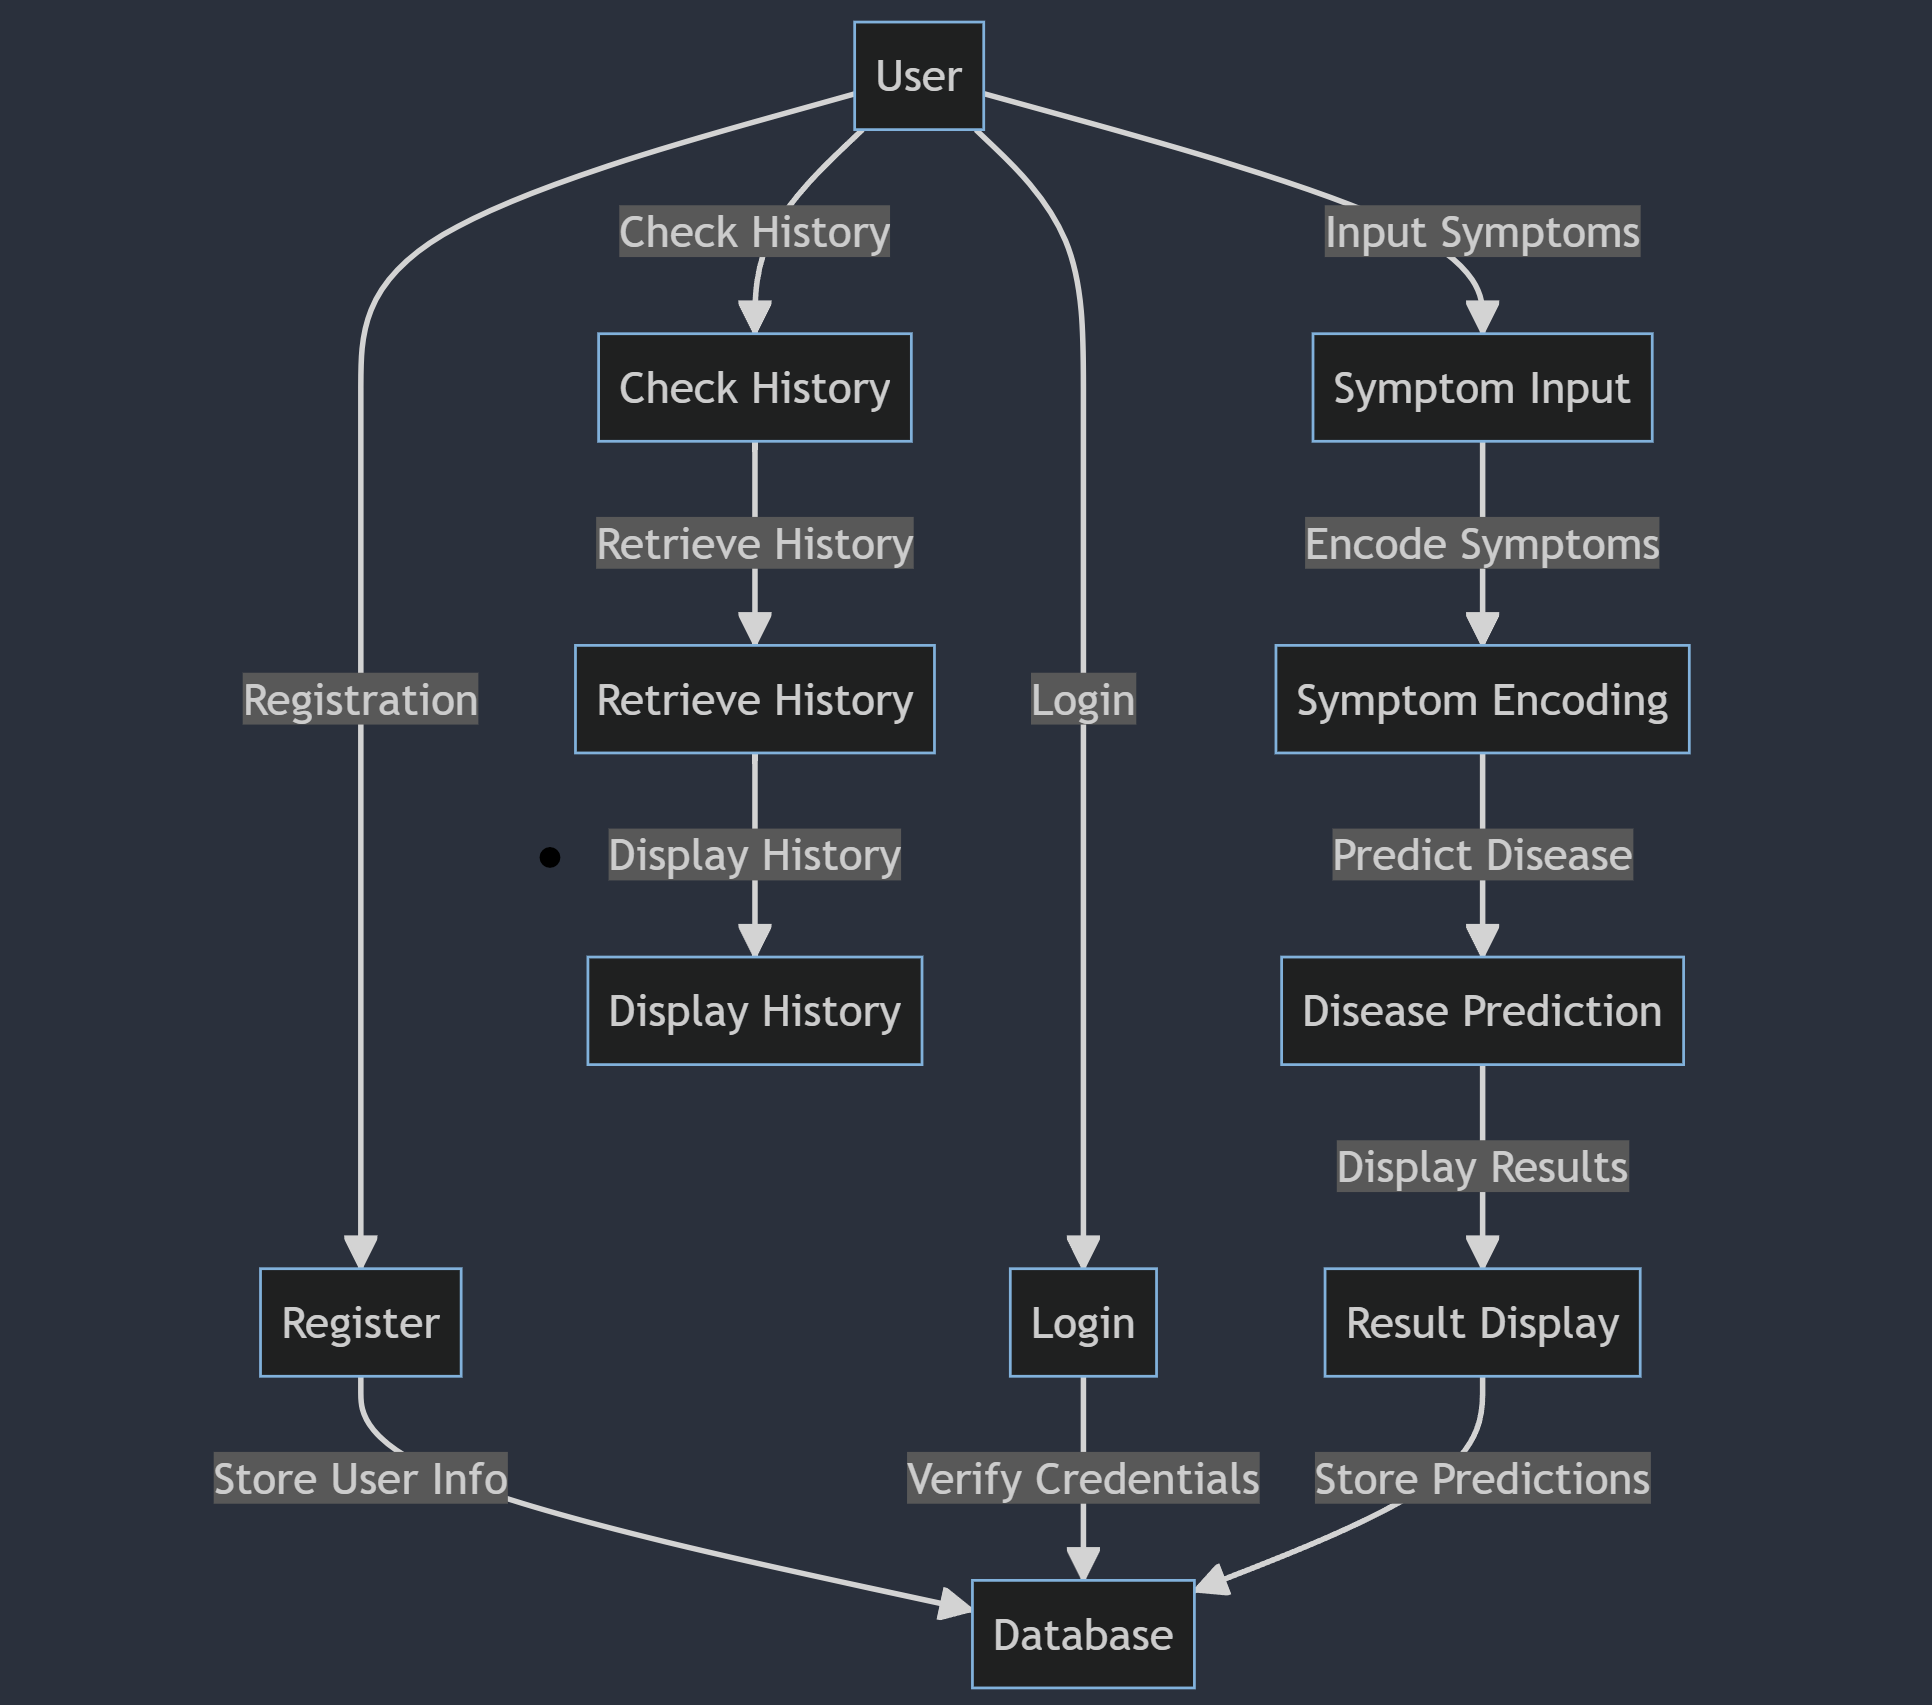 User
Check History
Input Symptoms
Check History
Symptom Input
Retrieve History
Encode Symptoms
Registration
Retrieve History
Login
Symptom Encoding
Display History
Predict Disease
Display History
Disease Prediction
Display Results
Register
Login
Result Display
Store User Info
Verify Credentials
Store Predictions
Database